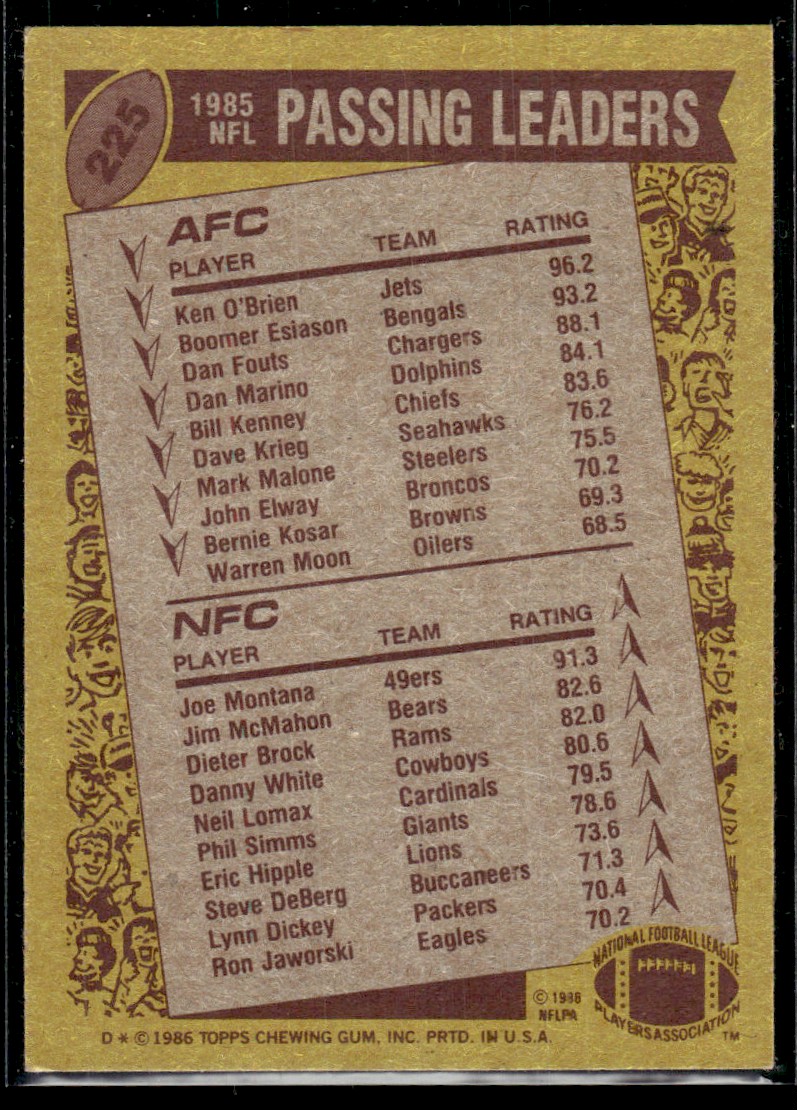 225
1985
NFL
PASSING LEADERS
AFC
PLAYER TEAM RATING
Ken O'Brien Jets 96.2
Boomer Esiason Bengals 93.2
Dan Fouts Chargers 88.1
Dan Marino Dolphins 84.1
Bill Kenney Chiefs 83.6
Dave Krieg Seahawks 76.2
Mark Malone Steelers 75.5
John Elway Broncos 70.2
Bernie Kosar Browns 69.3
Warren Moon Oilers 68.5
NFC
PLAYER TEAM RATING
Joe Montana 49ers 91.3
Jim McMahon Bears 82.6
Dieter Brock Rams 82.0
Danny White Cowboys 80.6
Neil Lomax Cardinals 79.5
Phil Simms Giants 78.6
Eric Hipple Lions 73.6
Steve DeBerg Buccaneers 71.3
Lynn Dickey Packers 70.4
Ron Jaworski Eagles 70.2
NATIONAL FOOTBALL LEAGUE
PLAYERS ASSOCIATION
TM
©
NFLPA
D * © 1986 TOPPS CHEWING GUM, INC. PRTD. IN U.S.A.